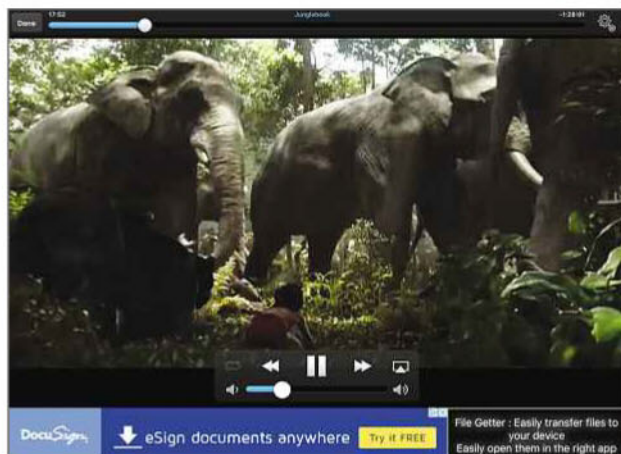 Done
17:52
Junglebook
-1:28:01
DocuSign
eSign documents anywhere
Try it FREE
File Getter : Easily transfer files to
your device
Easily open them in the right app